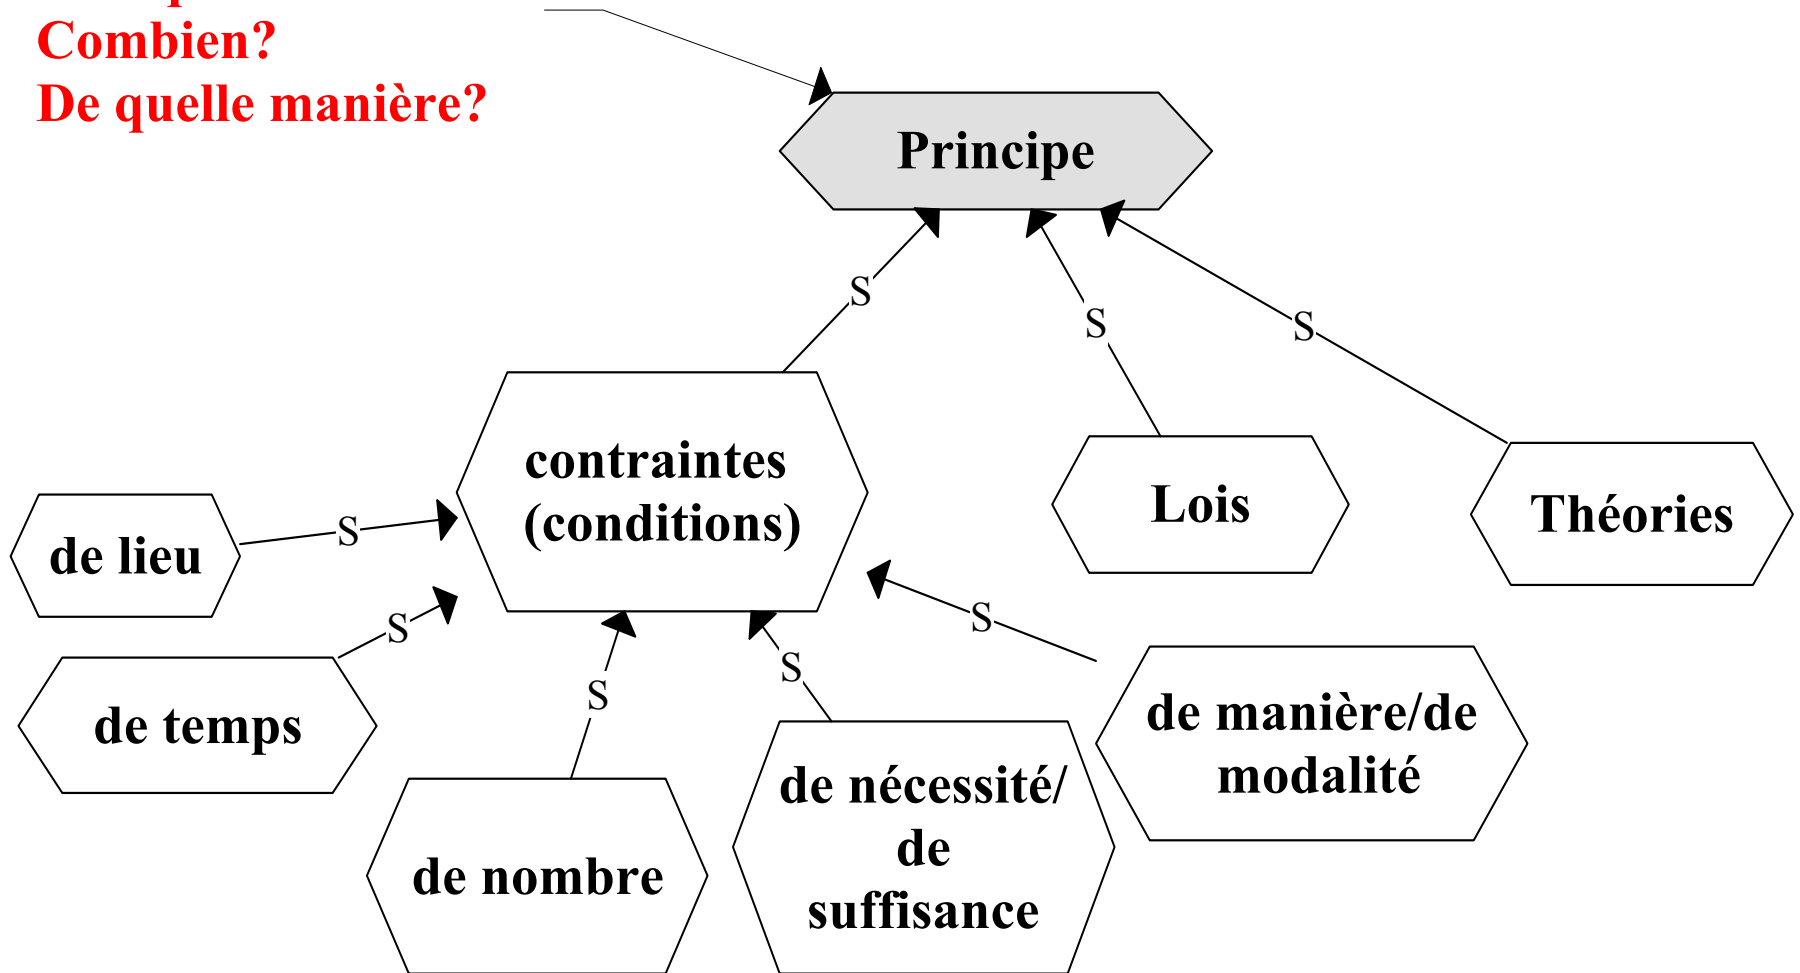 Combien?
De quelle manière?
Principe
S
S
S
contraintes
(conditions)
Lois
Théories
de lieu
S
S
S
de temps
S
S
de manière/de
modalité
de nécessité/
de
suffisance
de nombre